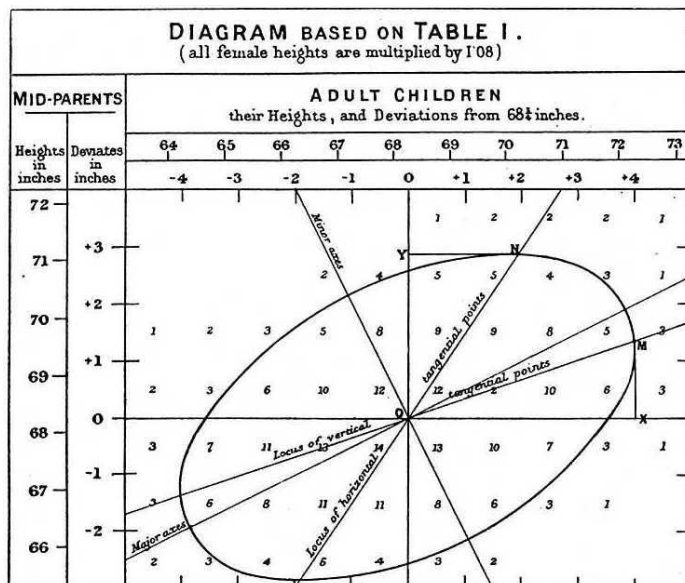 DIAGRAM BASED ON TABLE I.
(all female heights are multiplied by 1·08)
MID-PARENTS
ADULT CHILDREN
their Heights, and Deviations from 68¼ inches.
Heights in inches
Deviates in inches
64 65 66 67 68 69 70 71 72 73
-4 -3 -2 -1 0 +1 +2 +3 +4
72
1 2 2 2 1
Minor axes
+3
Y N
71
2 4 5 5 4 3 1
+2
70
1 2 3 5 8 9 9 8 5 3
tangencial points
M
+1
69
2 3 6 10 12 12 2 10 6 3
tangencial points
0 O X
68
3 7 11 13 14 13 10 7 3 1
Locus of vertical
-1
67
3 6 8 11 11 8 6 3 1
Locus of horizontal
Major axes
-2
66
2 3 4 6 4 3 2